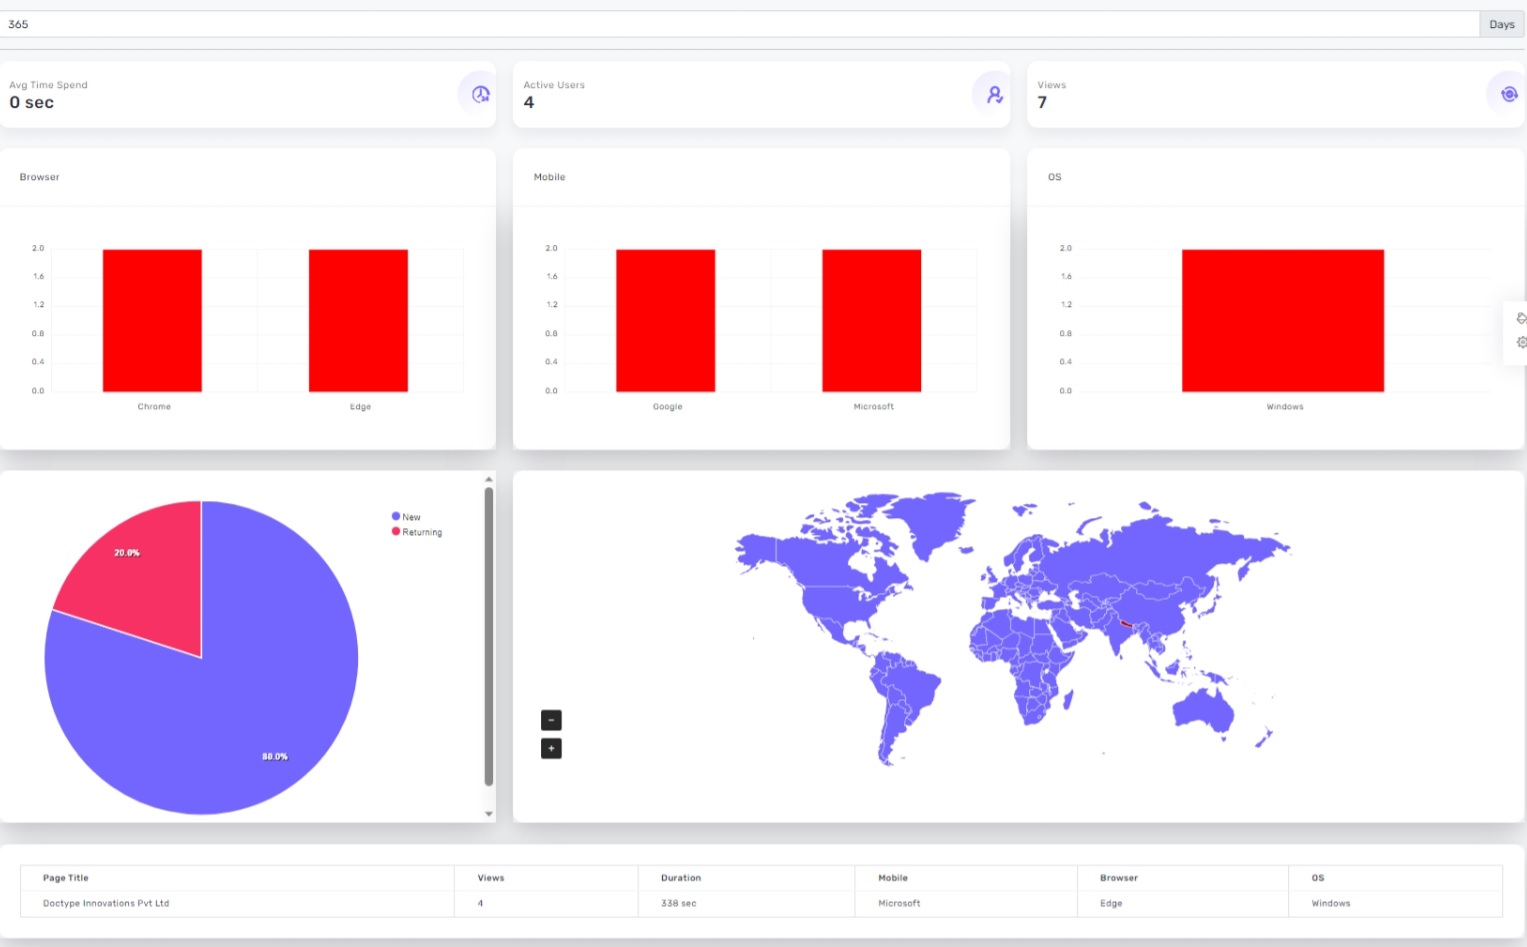 365 Days
Avg Time Spend
0 sec
Active Users
4
Views
7
Browser
2.0
1.6
1.2
0.8
0.4
0.0
Chrome Edge
Mobile
2.0
1.6
1.2
0.8
0.4
0.0
Google Microsoft
OS
2.0
1.6
1.2
0.8
0.4
0.0
Windows
New
Returning
20.0%
80.0%
−
+
Page Title Views Duration Mobile Browser OS
Doctype Innovations Pvt Ltd 4 338 sec Microsoft Edge Windows